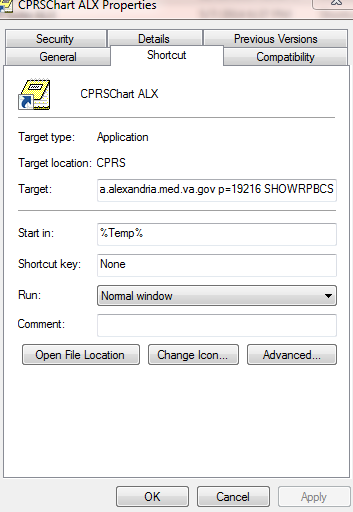 CPRSChart ALX Properties
Security Details Previous Versions
General Shortcut Compatibility
CPRSChart ALX
Target type: Application
Target location: CPRS
Target: a.alexandria.med.va.gov p=19216 SHOWRPBCS
Start in: %Temp%
Shortcut key: None
Run: Normal window
Comment:
Open File Location Change Icon... Advanced...
OK Cancel Apply